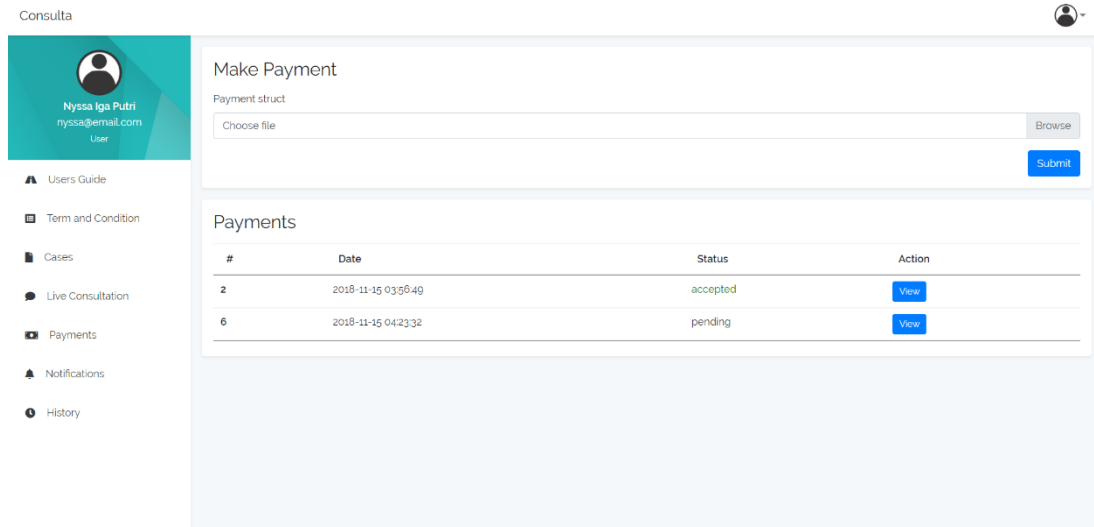 Consulta
Nyssa Iga Putri
nyssa@email.com
User
Users Guide
Term and Condition
Cases
Live Consultation
Payments
Notifications
History
Make Payment
Payment struct
Choose file Browse
Submit
Payments
# Date Status Action
2 2018-11-15 03:56:49 accepted View
6 2018-11-15 04:23:32 pending View